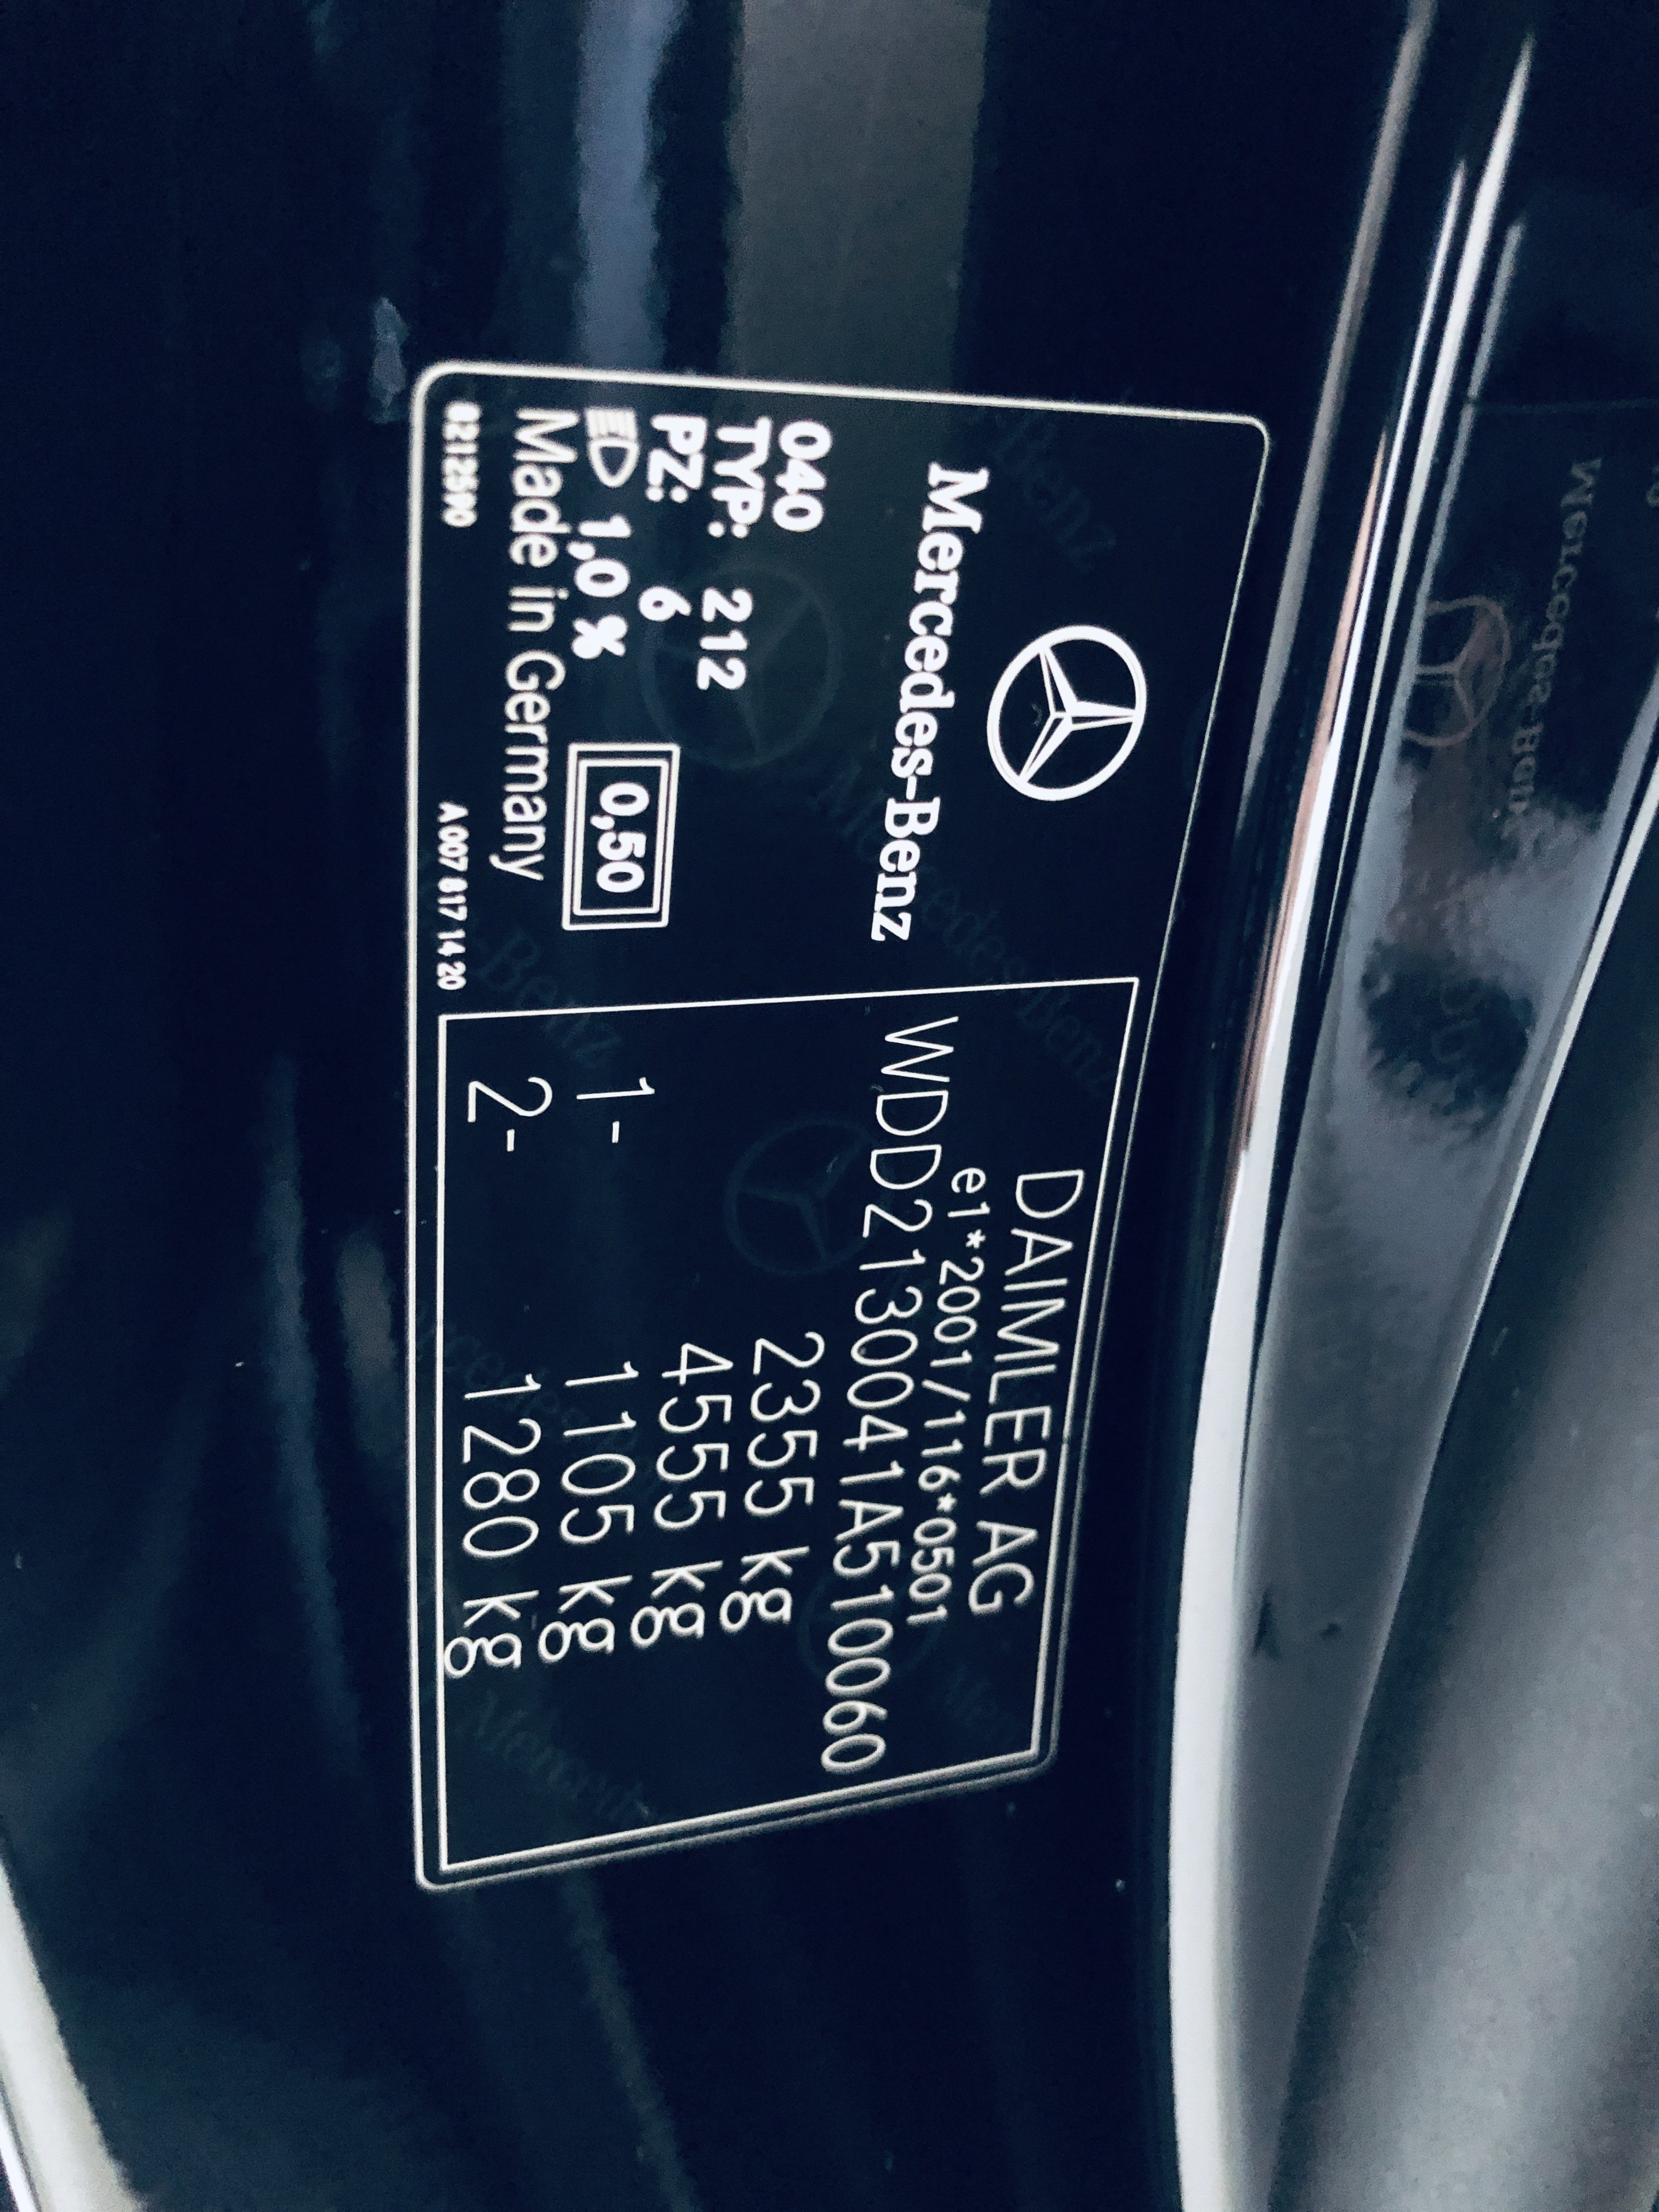 Mercedes-Benz
040
TYP: 212
PZ: 6
1,0 %
0,50
Made in Germany
A 007 817 14 20
DAIMLER AG
e1*2001/116*0501
WDD2130041A510060
2355 kg
4555 kg
1- 1105 kg
2- 1280 kg